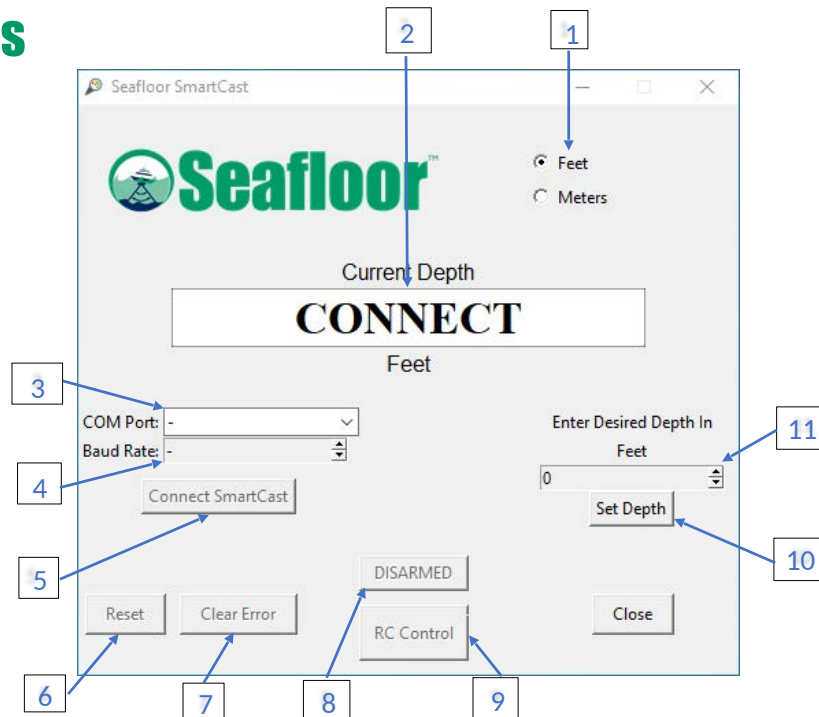 s
2
1
Seafloor SmartCast
Seafloor™
Feet
Meters
Current Depth
CONNECT
Feet
3
COM Port: -
Baud Rate: -
4
Connect SmartCast
5
Enter Desired Depth In
Feet
11
0
Set Depth
10
DISARMED
Reset
Clear Error
RC Control
Close
6
7
8
9